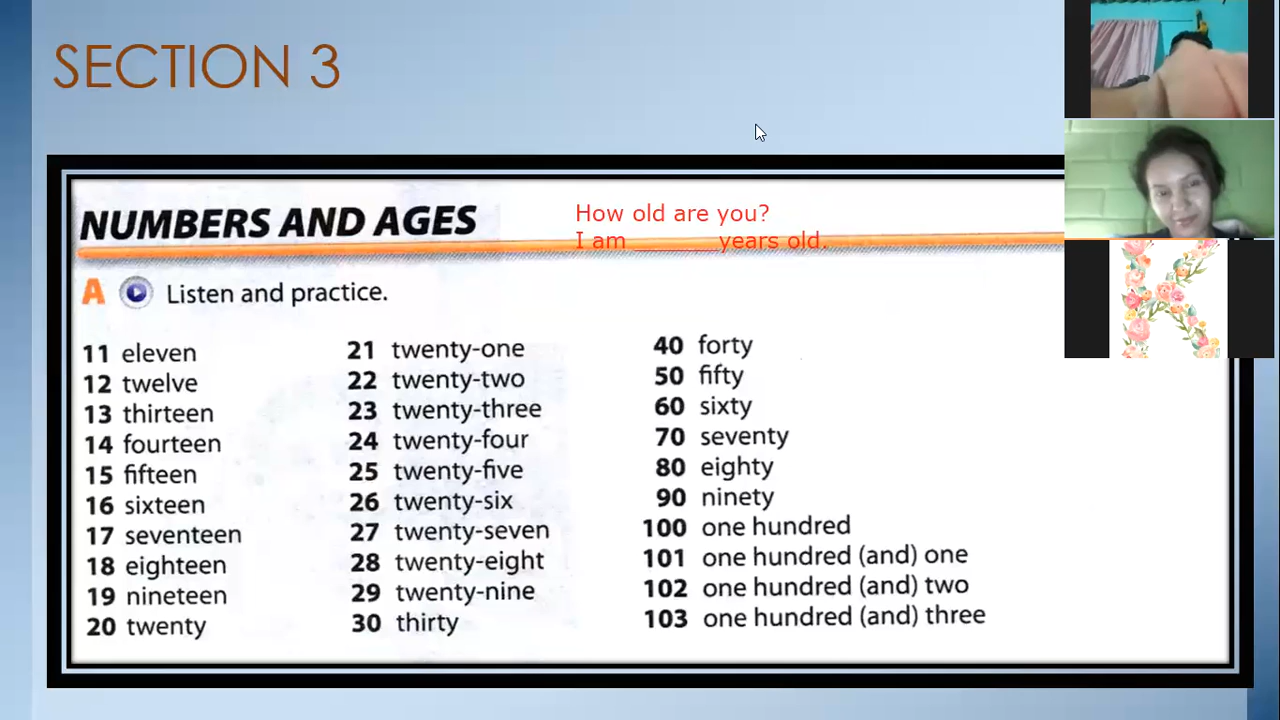 SECTION 3
NUMBERS AND AGES
How old are you?
I am ________ years old.
A Listen and practice.
11 eleven
12 twelve
13 thirteen
14 fourteen
15 fifteen
16 sixteen
17 seventeen
18 eighteen
19 nineteen
20 twenty
21 twenty-one
22 twenty-two
23 twenty-three
24 twenty-four
25 twenty-five
26 twenty-six
27 twenty-seven
28 twenty-eight
29 twenty-nine
30 thirty
40 forty
50 fifty
60 sixty
70 seventy
80 eighty
90 ninety
100 one hundred
101 one hundred (and) one
102 one hundred (and) two
103 one hundred (and) three
K